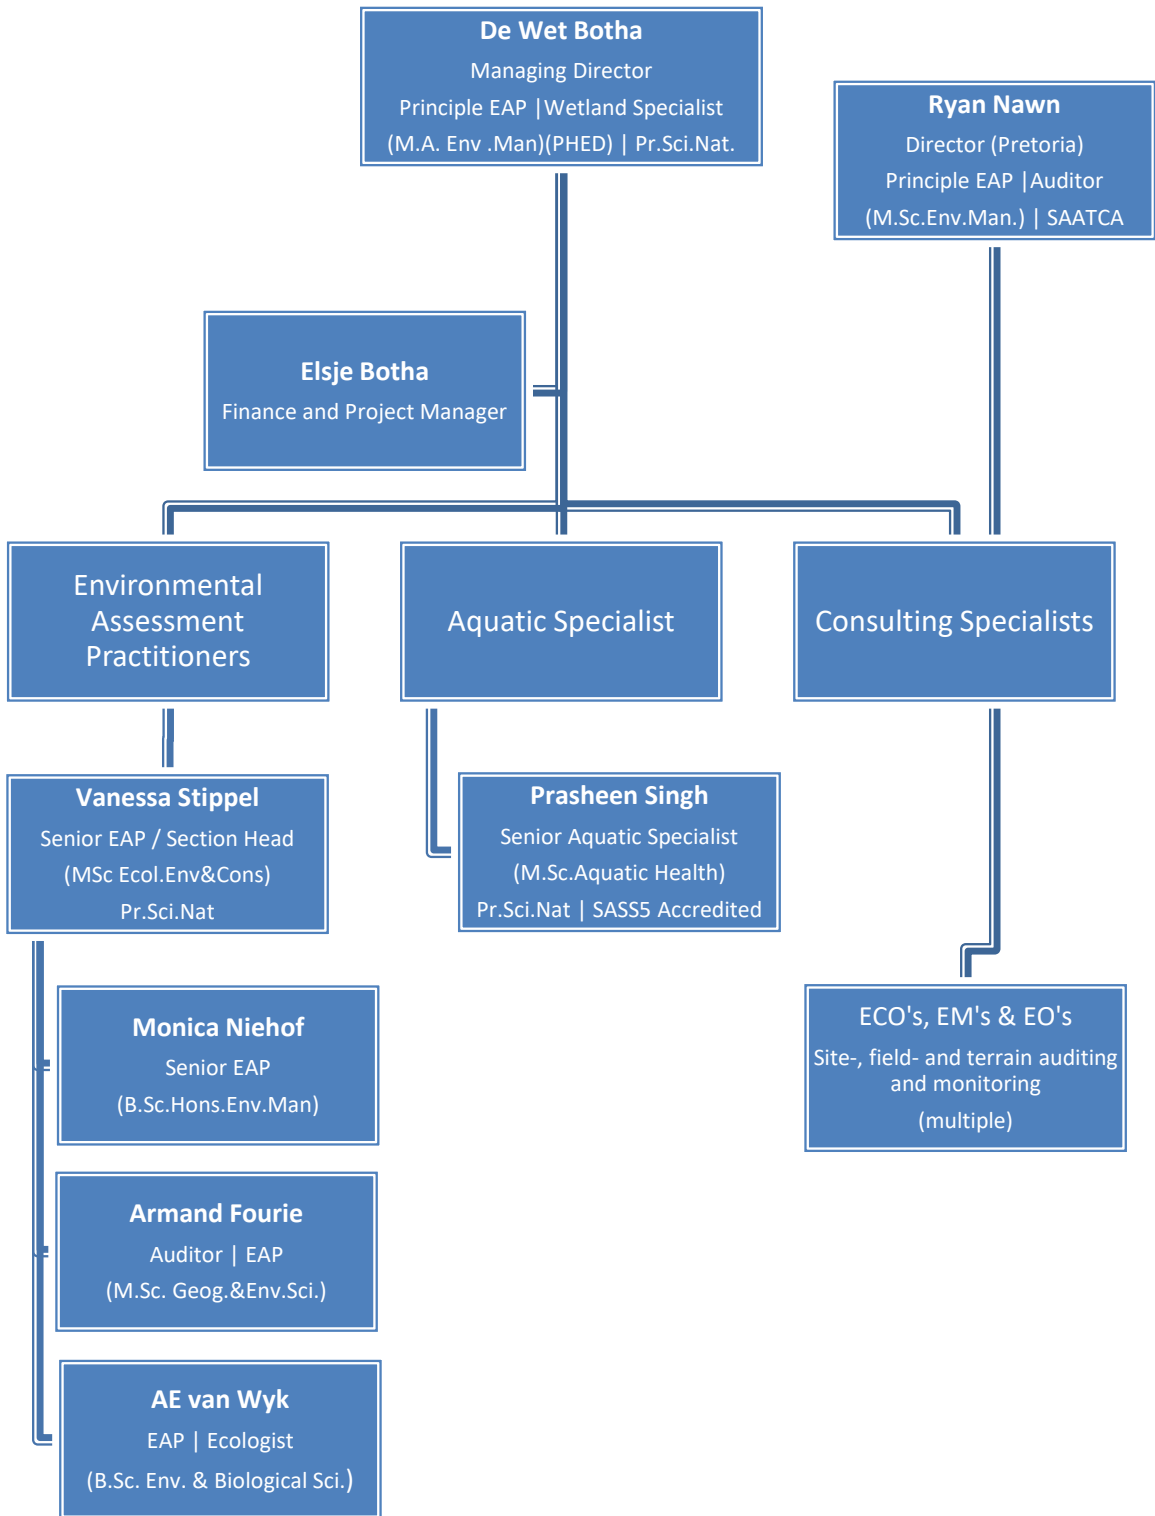 De Wet Botha
Managing Director
Principle EAP |Wetland Specialist
(M.A. Env .Man)(PHED) | Pr.Sci.Nat.
Ryan Nawn
Director (Pretoria)
Principle EAP |Auditor
(M.Sc.Env.Man.) | SAATCA
Elsje Botha
Finance and Project Manager
Environmental
Assessment
Practitioners
Aquatic Specialist
Consulting Specialists
Vanessa Stippel
Senior EAP / Section Head
(MSc Ecol.Env&Cons)
Pr.Sci.Nat
Prasheen Singh
Senior Aquatic Specialist
(M.Sc.Aquatic Health)
Pr.Sci.Nat | SASS5 Accredited
Monica Niehof
Senior EAP
(B.Sc.Hons.Env.Man)
ECO's, EM's & EO's
Site-, field- and terrain auditing
and monitoring
(multiple)
Armand Fourie
Auditor | EAP
(M.Sc. Geog.&Env.Sci.)
AE van Wyk
EAP | Ecologist
(B.Sc. Env. & Biological Sci.)